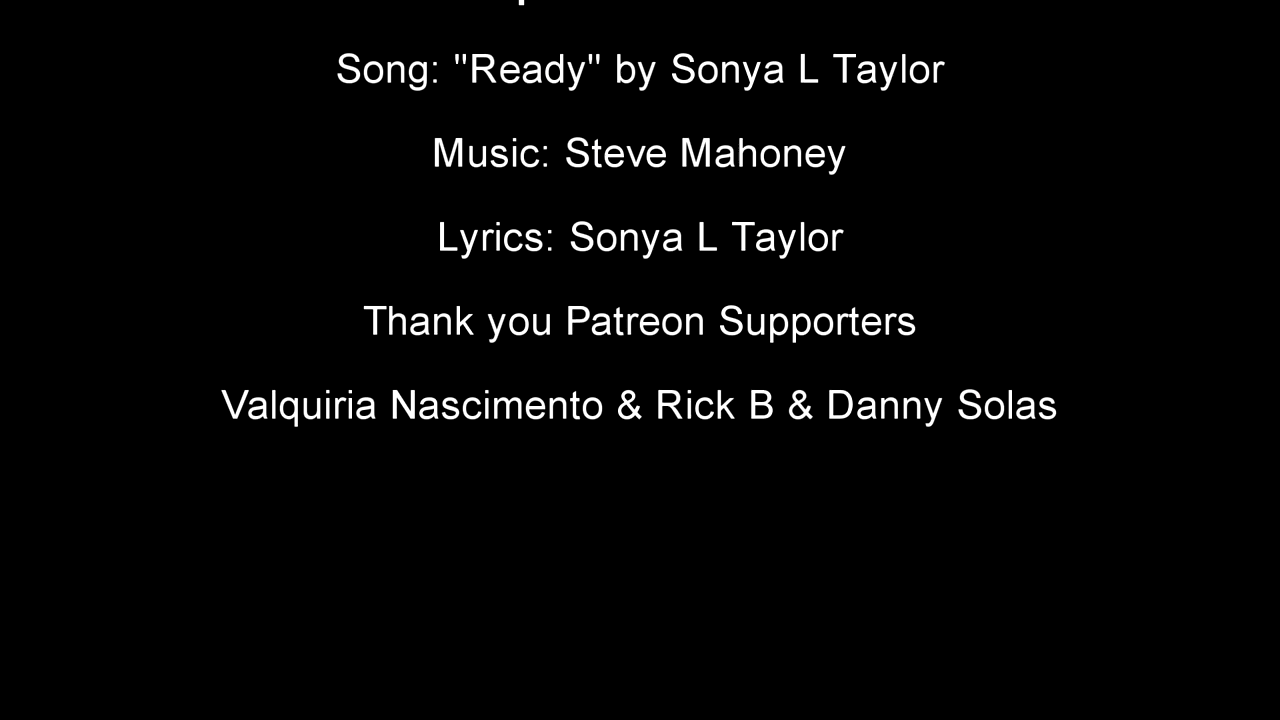 Song: "Ready" by Sonya L Taylor
Music: Steve Mahoney
Lyrics: Sonya L Taylor
Thank you Patreon Supporters
Valquiria Nascimento & Rick B & Danny Solas